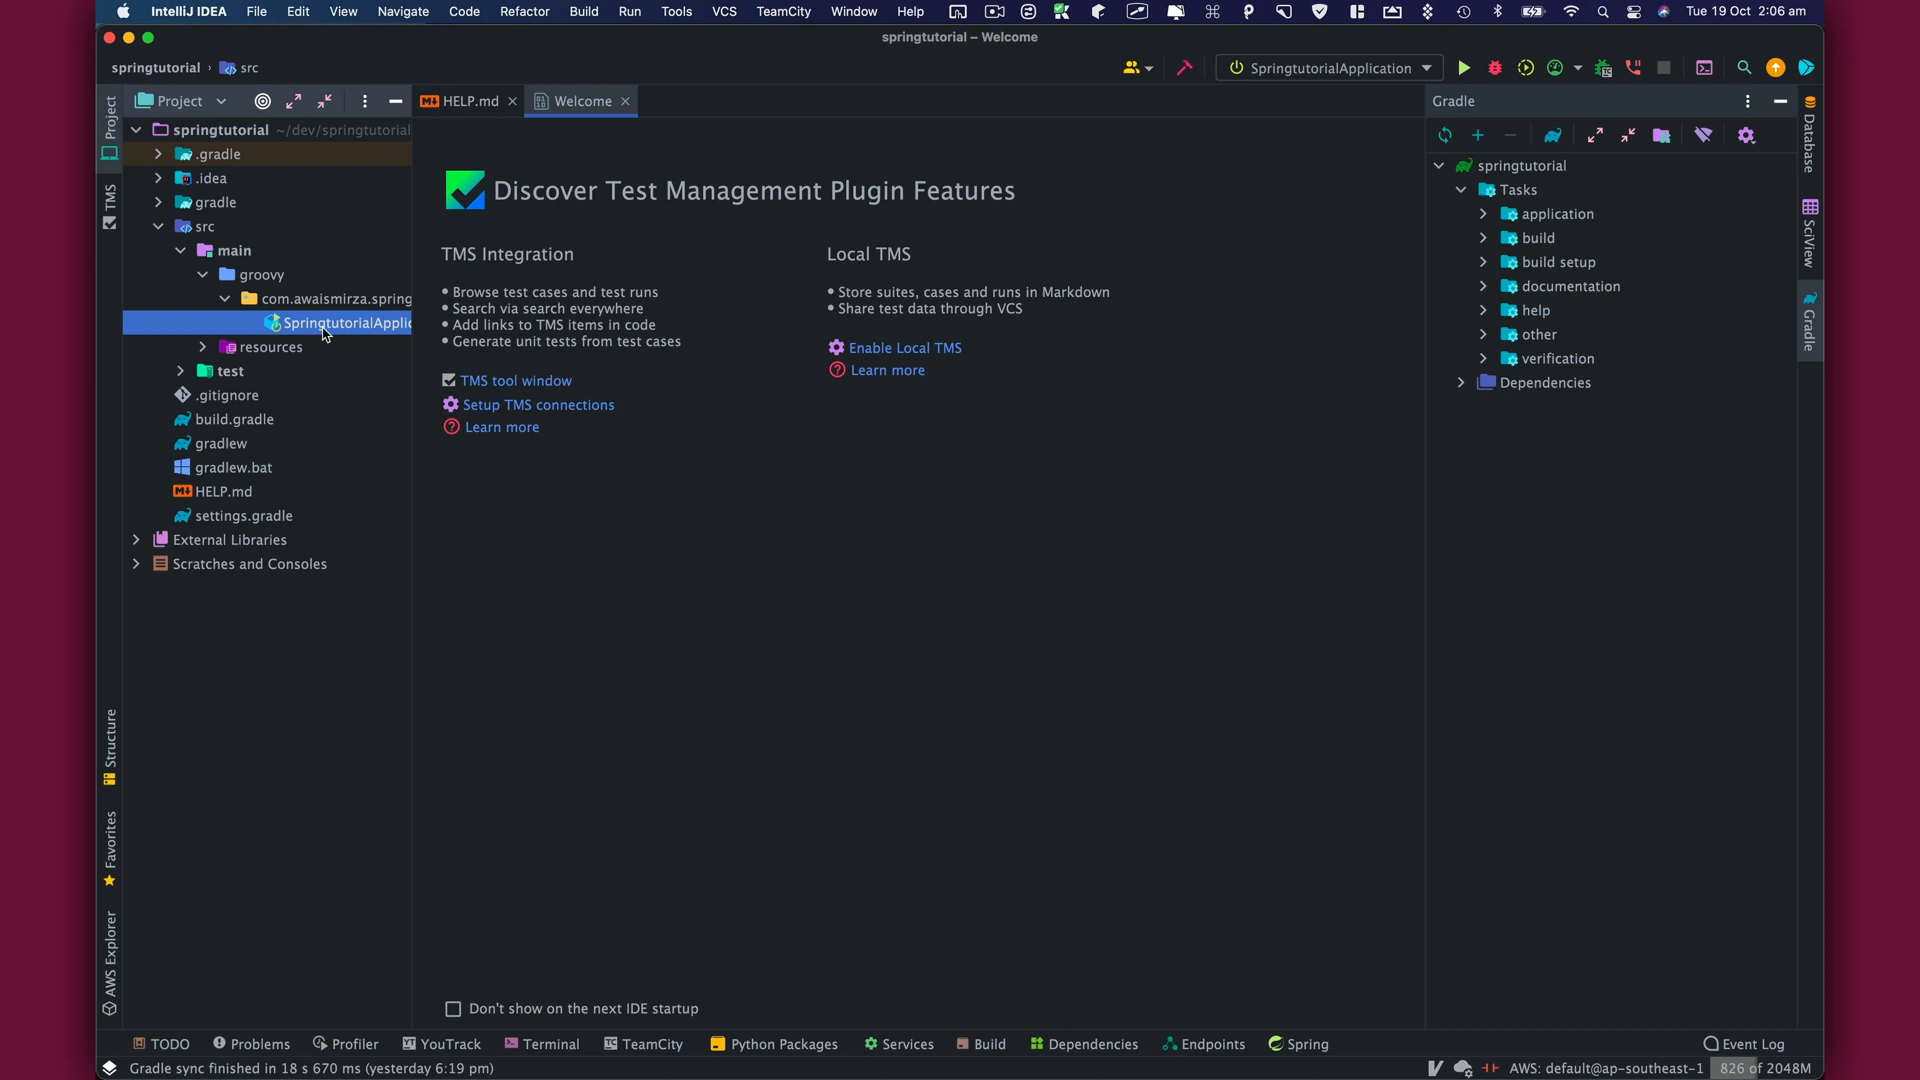 IntelliJ IDEA File Edit View Navigate Code Refactor Build Run Tools VCS TeamCity Window Help Tue 19 Oct 2:06 am
springtutorial – Welcome
springtutorial › src
SpringtutorialApplication
Project
HELP.md
Welcome
Gradle
springtutorial ~/dev/springtutorial
.gradle
.idea
gradle
src
main
groovy
com.awaismirza.spring
SpringtutorialApplic
resources
test
.gitignore
build.gradle
gradlew
gradlew.bat
HELP.md
settings.gradle
External Libraries
Scratches and Consoles
Project
TMS
Structure
Favorites
AWS Explorer
Discover Test Management Plugin Features
TMS Integration
• Browse test cases and test runs
• Search via search everywhere
• Add links to TMS items in code
• Generate unit tests from test cases
TMS tool window
Setup TMS connections
Learn more
Local TMS
• Store suites, cases and runs in Markdown
• Share test data through VCS
Enable Local TMS
Learn more
Don't show on the next IDE startup
springtutorial
Tasks
application
build
build setup
documentation
help
other
verification
Dependencies
Database
SciView
Gradle
TODO Problems Profiler YouTrack Terminal TeamCity Python Packages Services Build Dependencies Endpoints Spring Event Log
Gradle sync finished in 18 s 670 ms (yesterday 6:19 pm) AWS: default@ap-southeast-1 826 of 2048M